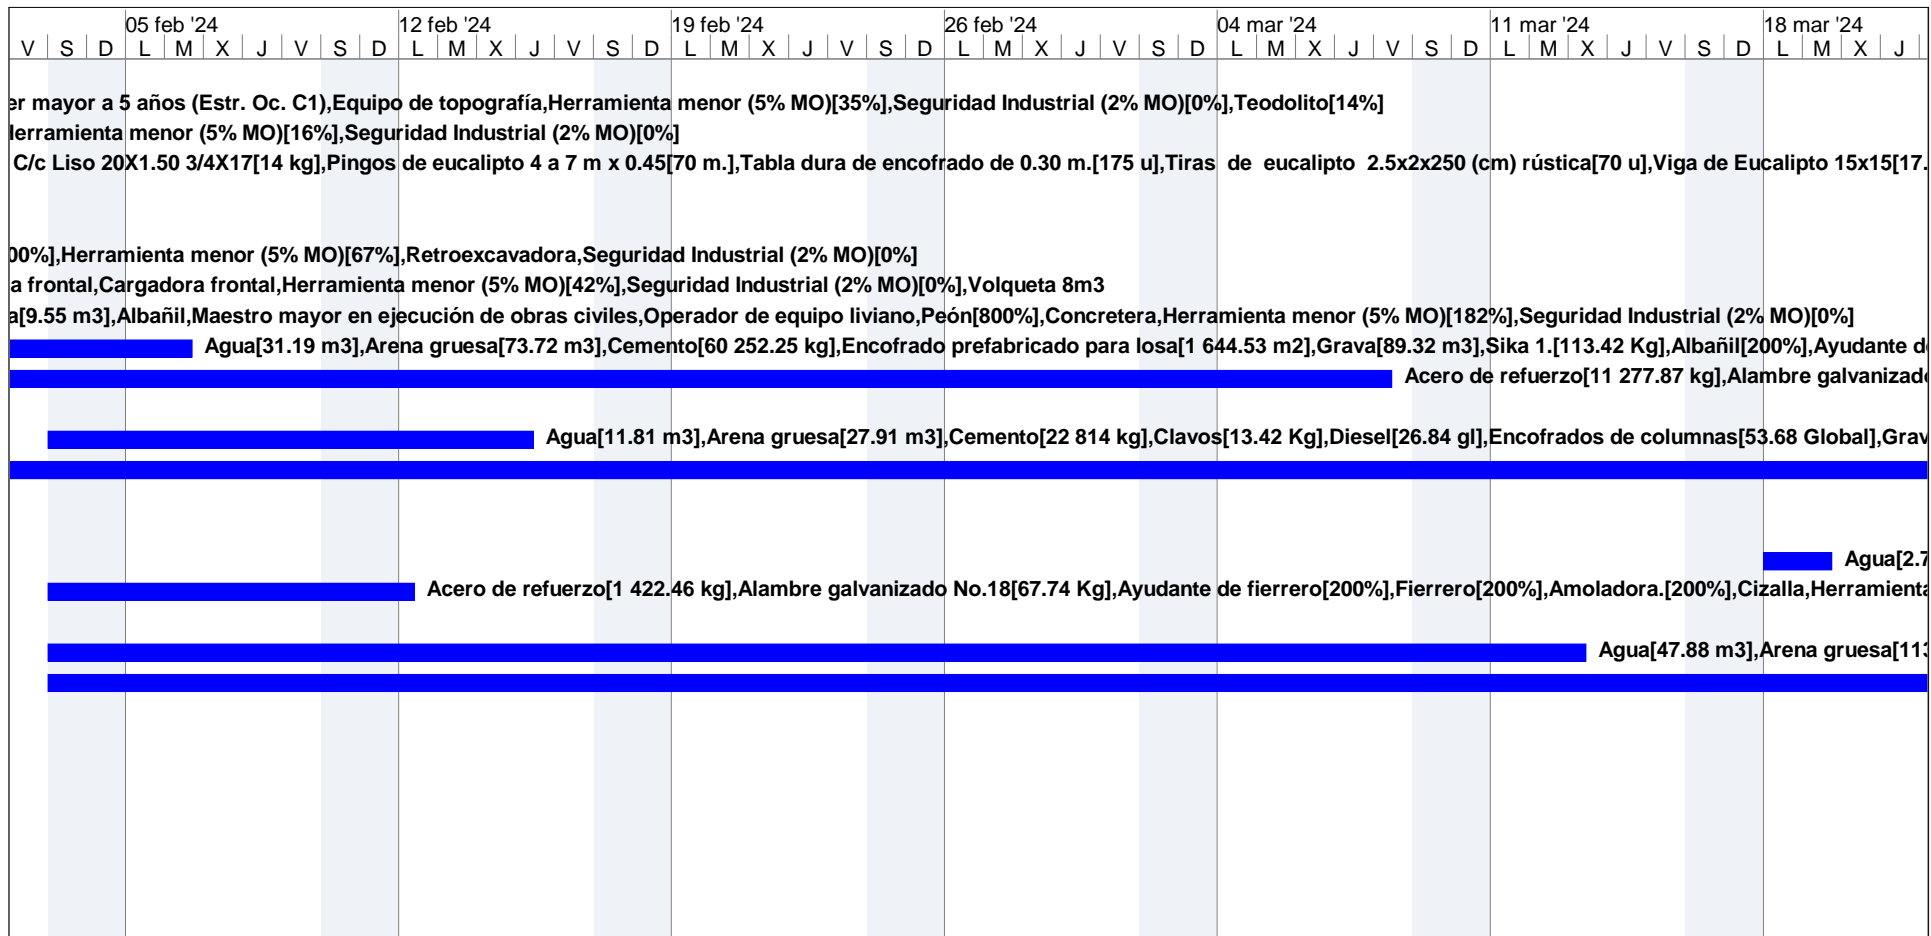 05 feb '24 12 feb '24 19 feb '24 26 feb '24 04 mar '24 11 mar '24 18 mar '24
V S D L M X J V S D L M X J V S D L M X J V S D L M X J V S D L M X J V S D L M X J V S D L M X J
er mayor a 5 años (Estr. Oc. C1),Equipo de topografía,Herramienta menor (5% MO)[35%],Seguridad Industrial (2% MO)[0%],Teodolito[14%]
Herramienta menor (5% MO)[16%],Seguridad Industrial (2% MO)[0%]
C/c Liso 20X1.50 3/4X17[14 kg],Pingos de eucalipto 4 a 7 m x 0.45[70 m.],Tabla dura de encofrado de 0.30 m.[175 u],Tiras de eucalipto 2.5x2x250 (cm) rústica[70 u],Viga de Eucalipto 15x15[17.
00%],Herramienta menor (5% MO)[67%],Retroexcavadora,Seguridad Industrial (2% MO)[0%]
a frontal,Cargadora frontal,Herramienta menor (5% MO)[42%],Seguridad Industrial (2% MO)[0%],Volqueta 8m3
a[9.55 m3],Albañil,Maestro mayor en ejecución de obras civiles,Operador de equipo liviano,Peón[800%],Concretera,Herramienta menor (5% MO)[182%],Seguridad Industrial (2% MO)[0%]
Agua[31.19 m3],Arena gruesa[73.72 m3],Cemento[60 252.25 kg],Encofrado prefabricado para losa[1 644.53 m2],Grava[89.32 m3],Sika 1.[113.42 Kg],Albañil[200%],Ayudante d
Acero de refuerzo[11 277.87 kg],Alambre galvanizad
Agua[11.81 m3],Arena gruesa[27.91 m3],Cemento[22 814 kg],Clavos[13.42 Kg],Diesel[26.84 gl],Encofrados de columnas[53.68 Global],Grav
Agua[2.7
Acero de refuerzo[1 422.46 kg],Alambre galvanizado No.18[67.74 Kg],Ayudante de fierrero[200%],Fierrero[200%],Amoladora.[200%],Cizalla,Herramienta
Agua[47.88 m3],Arena gruesa[113